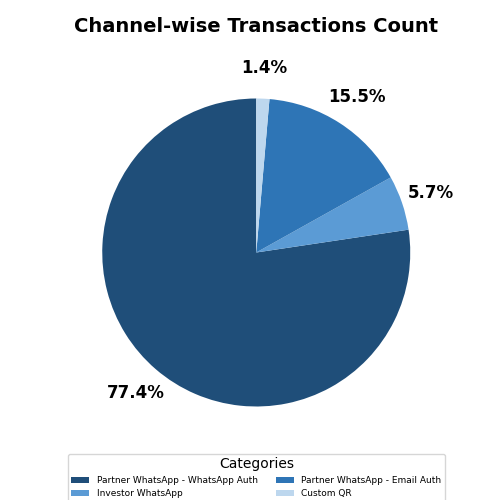 Channel-wise Transactions Count
1.4%
15.5%
5.7%
77.4%
Categories
Partner WhatsApp - WhatsApp Auth
Partner WhatsApp - Email Auth
Investor WhatsApp
Custom QR